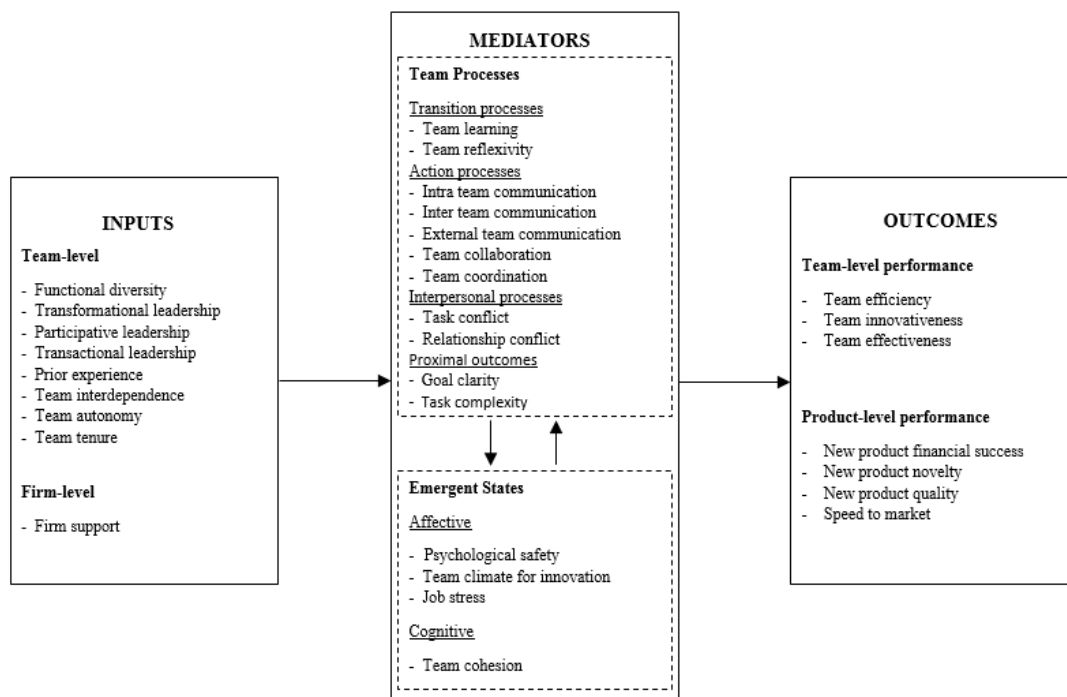 INPUTS
Team-level
- Functional diversity
- Transformational leadership
- Participative leadership
- Transactional leadership
- Prior experience
- Team interdependence
- Team autonomy
- Team tenure
Firm-level
- Firm support
MEDIATORS
Team Processes
Transition processes
- Team learning
- Team reflexivity
Action processes
- Intra team communication
- Inter team communication
- External team communication
- Team collaboration
- Team coordination
Interpersonal processes
- Task conflict
- Relationship conflict
Proximal outcomes
- Goal clarity
- Task complexity
Emergent States
Affective
- Psychological safety
- Team climate for innovation
- Job stress
Cognitive
- Team cohesion
OUTCOMES
Team-level performance
- Team efficiency
- Team innovativeness
- Team effectiveness
Product-level performance
- New product financial success
- New product novelty
- New product quality
- Speed to market